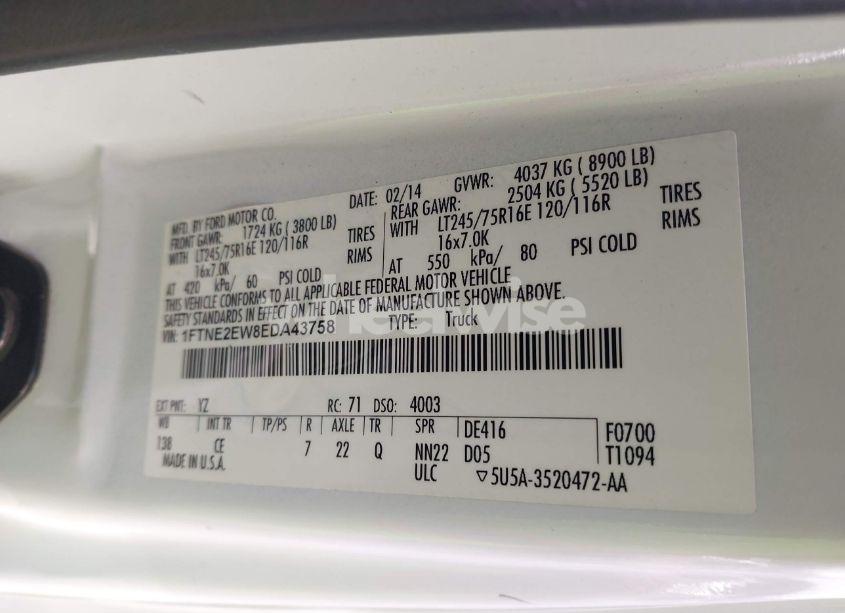 MFD. BY FORD MOTOR CO.
DATE: 02/14
GVWR: 4037 KG ( 8900 LB)
FRONT GAWR: 1724 KG ( 3800 LB)
REAR GAWR: 2504 KG ( 5520 LB)
WITH LT245/75R16E 120/116R TIRES
WITH LT245/75R16E 120/116R TIRES
16x7.0K RIMS
16x7.0K RIMS
AT 420 kPa/ 60 PSI COLD
AT 550 kPa/ 80 PSI COLD
THIS VEHICLE CONFORMS TO ALL APPLICABLE FEDERAL MOTOR VEHICLE
SAFETY STANDARDS IN EFFECT ON THE DATE OF MANUFACTURE SHOWN ABOVE.
VIN: 1FTNE2EW8EDA43758
TYPE: Truck
EXT PNT: YZ RC: 71 DSO: 4003
WB INT TR TP/PS R AXLE TR SPR DE416 F0700
138 CE 7 22 Q NN22 D05 T1094
MADE IN U.S.A. ULC ▽5U5A-3520472-AA